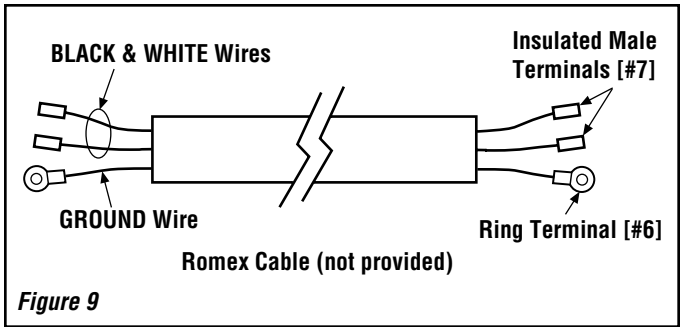 BLACK & WHITE Wires
Insulated Male
Terminals [#7]
GROUND Wire
Ring Terminal [#6]
Romex Cable (not provided)
Figure 9